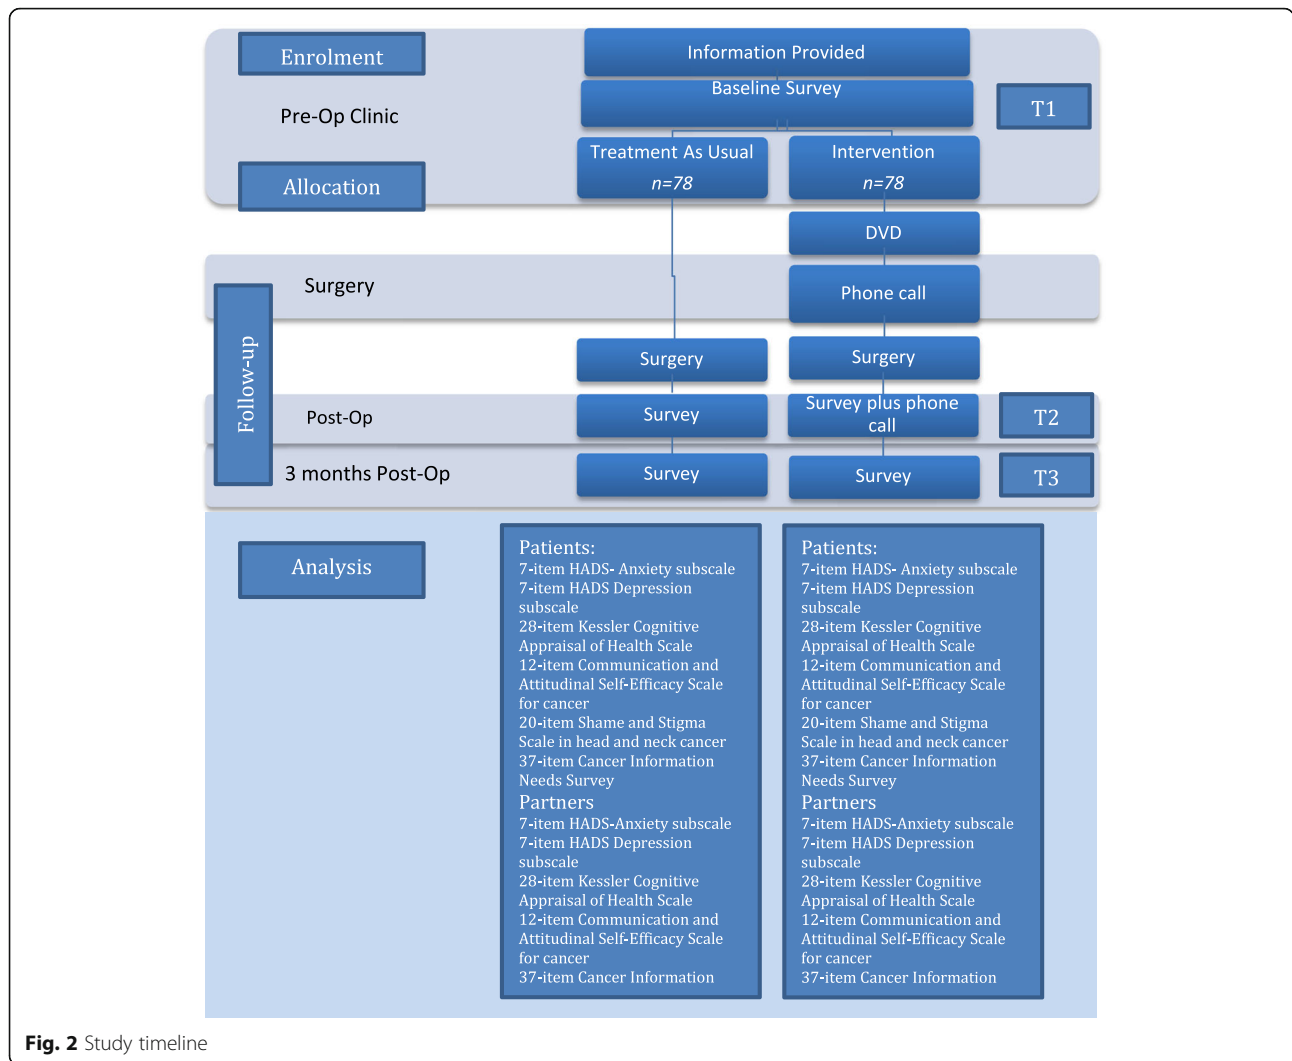 Enrolment
Information Provided
Baseline Survey
Pre-Op Clinic
T1
Treatment As Usual
n=78
Intervention
n=78
Allocation
DVD
Surgery
Phone call
Follow-up
Surgery
Surgery
Post-Op
Survey
Survey plus phone
call
T2
3 months Post-Op
Survey
Survey
T3
Analysis
Patients:
7-item HADS- Anxiety subscale
7-item HADS Depression
subscale
28-item Kessler Cognitive
Appraisal of Health Scale
12-item Communication and
Attitudinal Self-Efficacy Scale
for cancer
20-item Shame and Stigma
Scale in head and neck cancer
37-item Cancer Information
Needs Survey
Partners
7-item HADS-Anxiety subscale
7-item HADS Depression
subscale
28-item Kessler Cognitive
Appraisal of Health Scale
12-item Communication and
Attitudinal Self-Efficacy Scale
for cancer
37-item Cancer Information
Patients:
7-item HADS- Anxiety subscale
7-item HADS Depression
subscale
28-item Kessler Cognitive
Appraisal of Health Scale
12-item Communication and
Attitudinal Self-Efficacy Scale
for cancer
20-item Shame and Stigma
Scale in head and neck cancer
37-item Cancer Information
Needs Survey
Partners
7-item HADS-Anxiety subscale
7-item HADS Depression
subscale
28-item Kessler Cognitive
Appraisal of Health Scale
12-item Communication and
Attitudinal Self-Efficacy Scale
for cancer
37-item Cancer Information
Fig. 2 Study timeline